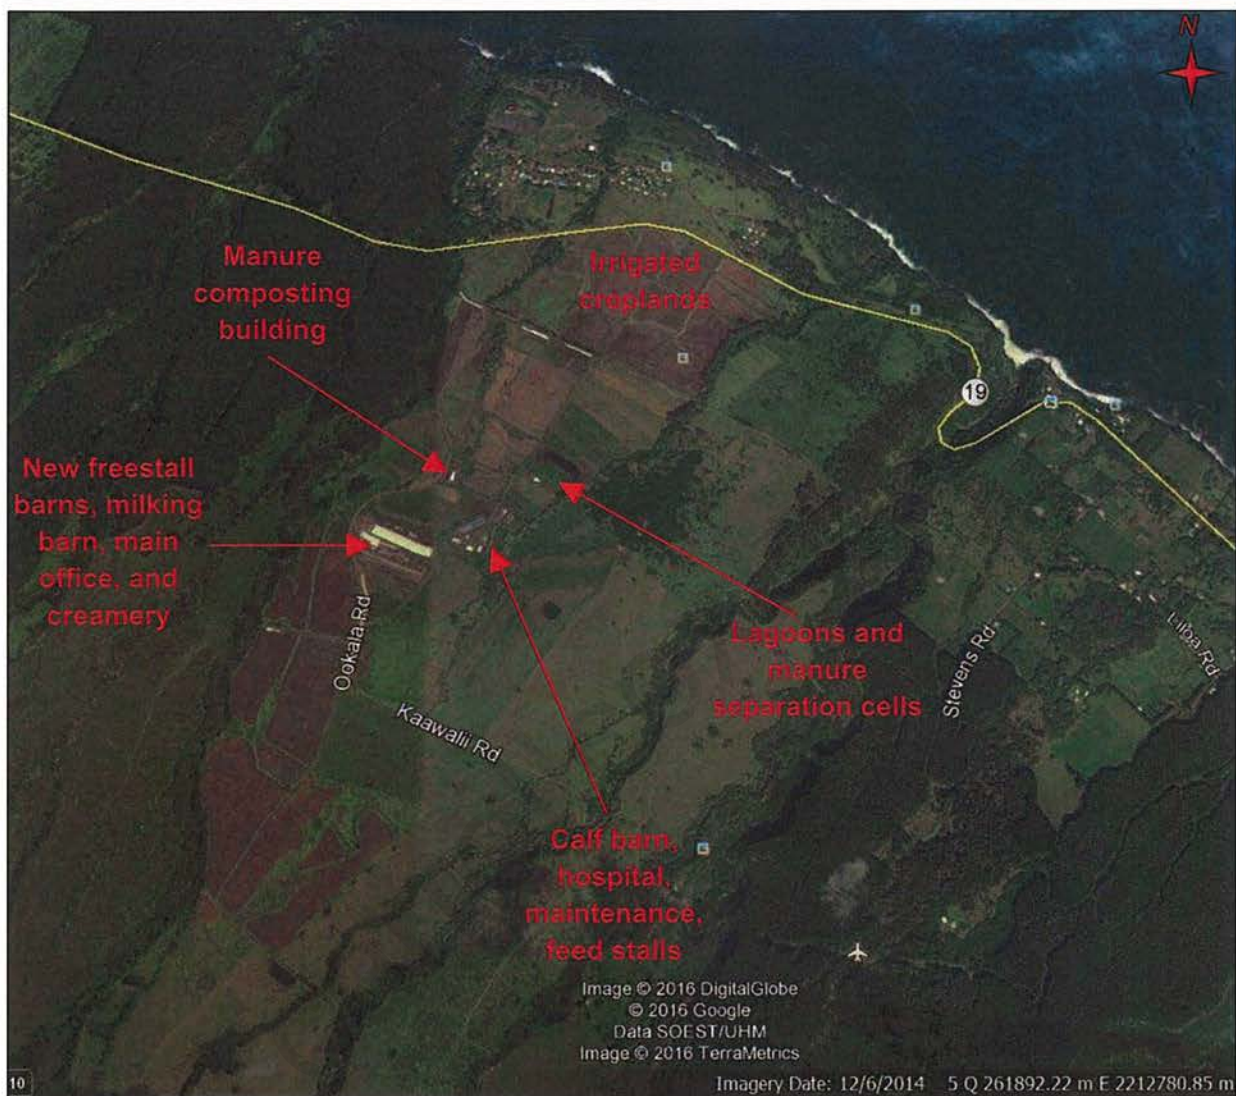 N
Manure
composting
building
Irrigated
croplands
19
New freestall
barns, milking
barn, main
office, and
creamery
Ookala Rd
Kaawalii Rd
Lagoons and
manure
separation cells
Stevens Rd
Liloa Rd
Calf barn,
hospital,
maintenance,
feed stalls
Image © 2016 DigitalGlobe
© 2016 Google
Data SOEST/UHM
Image © 2016 TerraMetrics
10
Imagery Date: 12/6/2014 5 Q 261892.22 m E 2212780.85 m